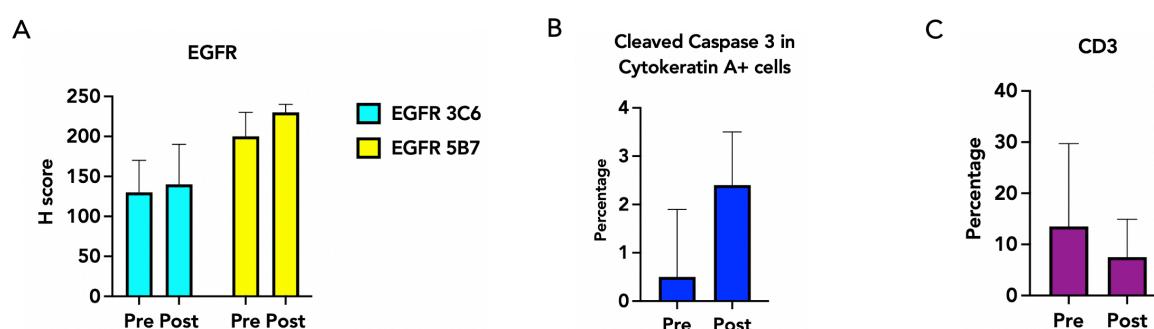 A
EGFR
250
200
150
100
50
0
H score
Pre Post
Pre Post
EGFR 3C6
EGFR 5B7
B
Cleaved Caspase 3 in
Cytokeratin A+ cells
4
3
2
1
0
Percentage
Pre
Post
C
CD3
40
30
20
10
0
Percentage
Pre
Post